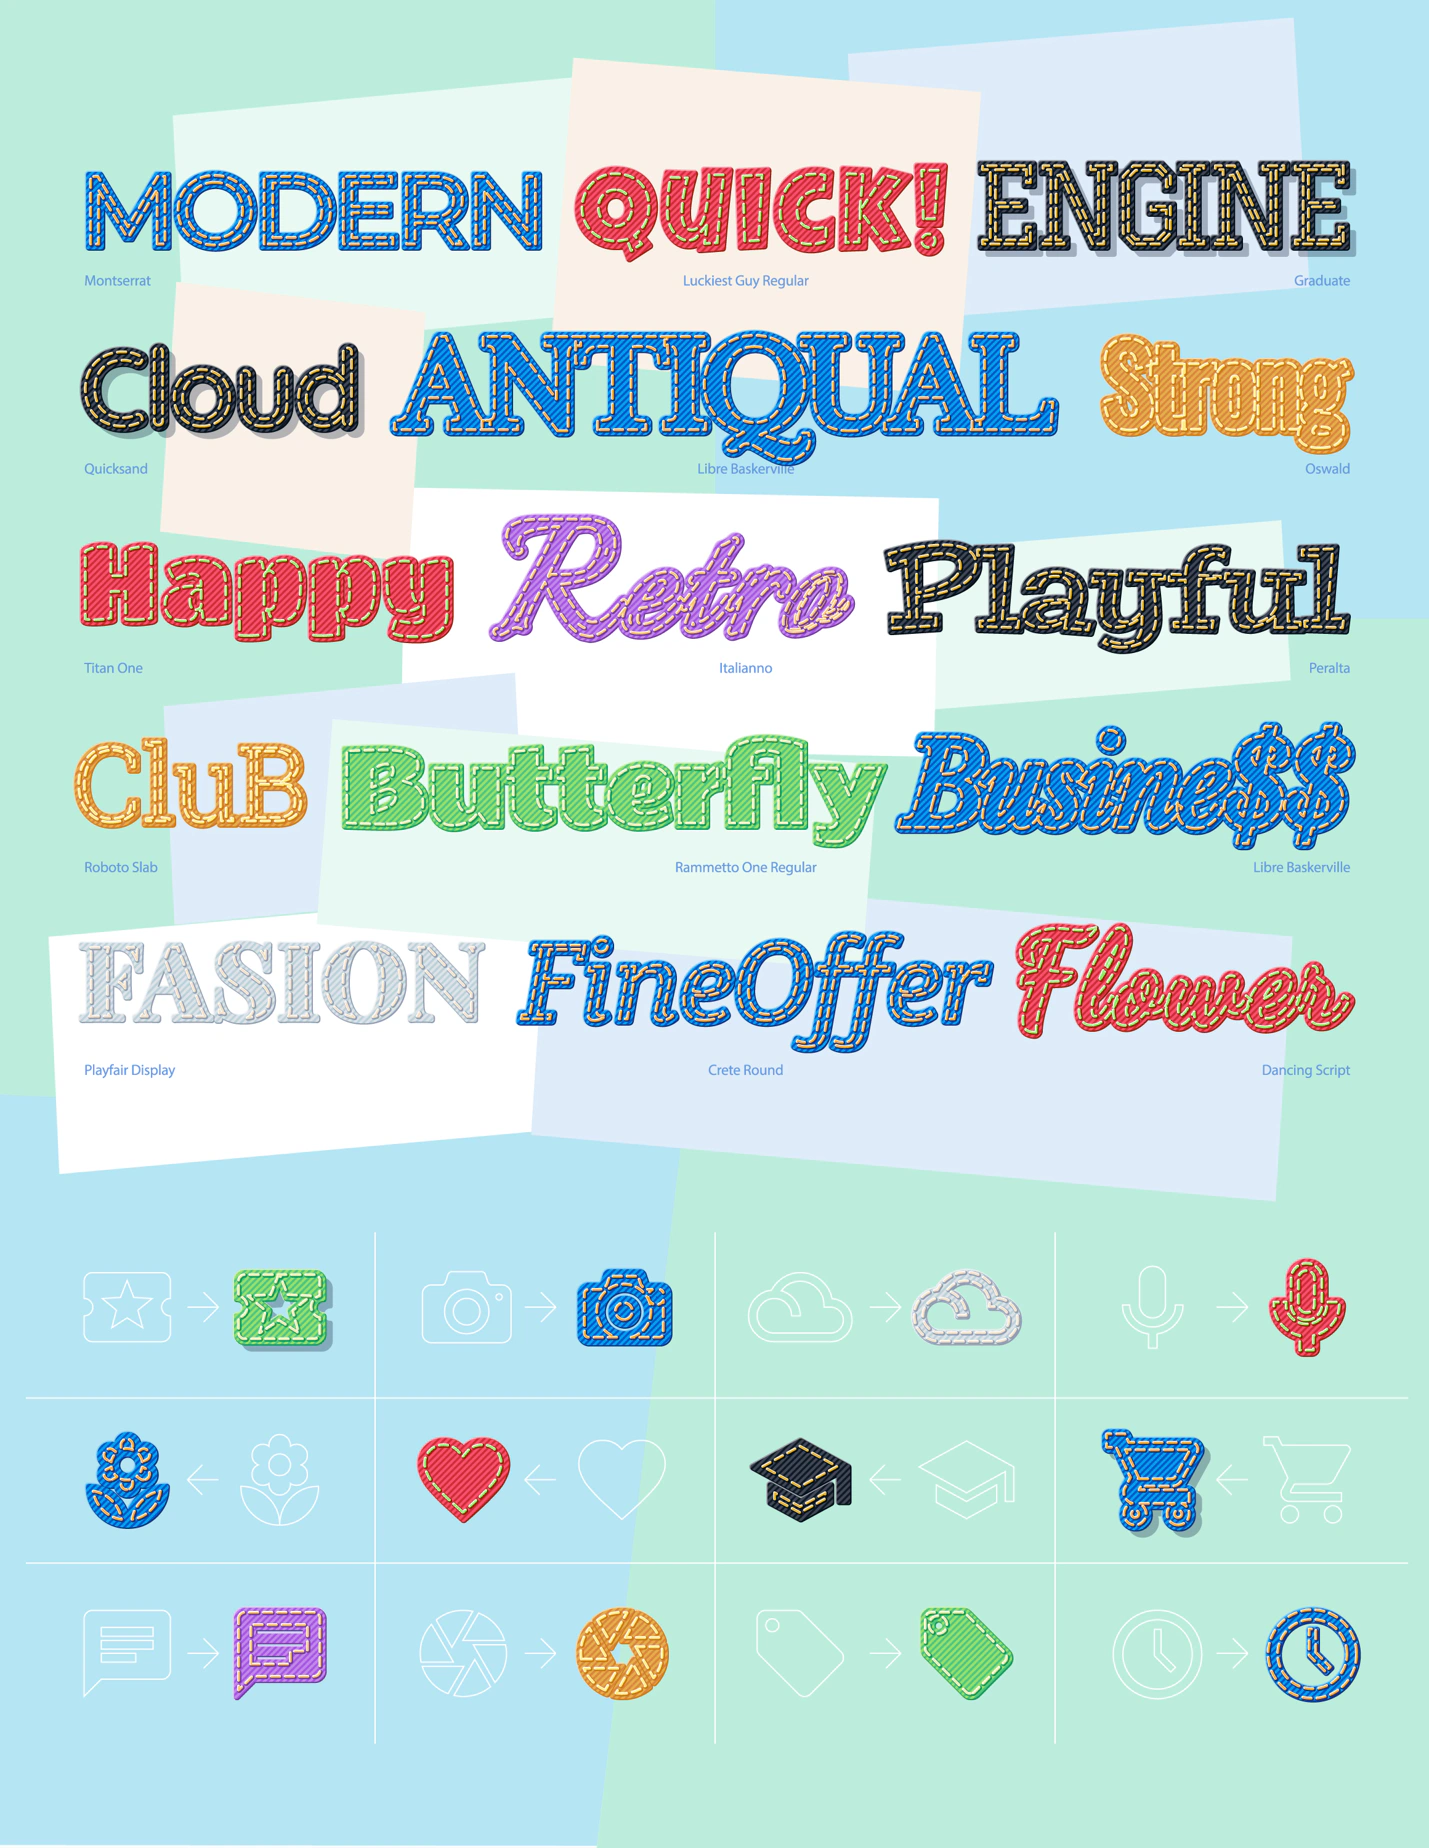 MODERN QUICK! ENGINE
Montserrat Luckiest Guy Regular Graduate
Cloud ANTIQUAL Strong
Quicksand Libre Baskerville Oswald
Happy Retro Playful
Titan One Italianno Peralta
CluB Butterfly Busine$$
Roboto Slab Rammetto One Regular Libre Baskerville
FASION FineOffer Flower
Playfair Display Crete Round Dancing Script